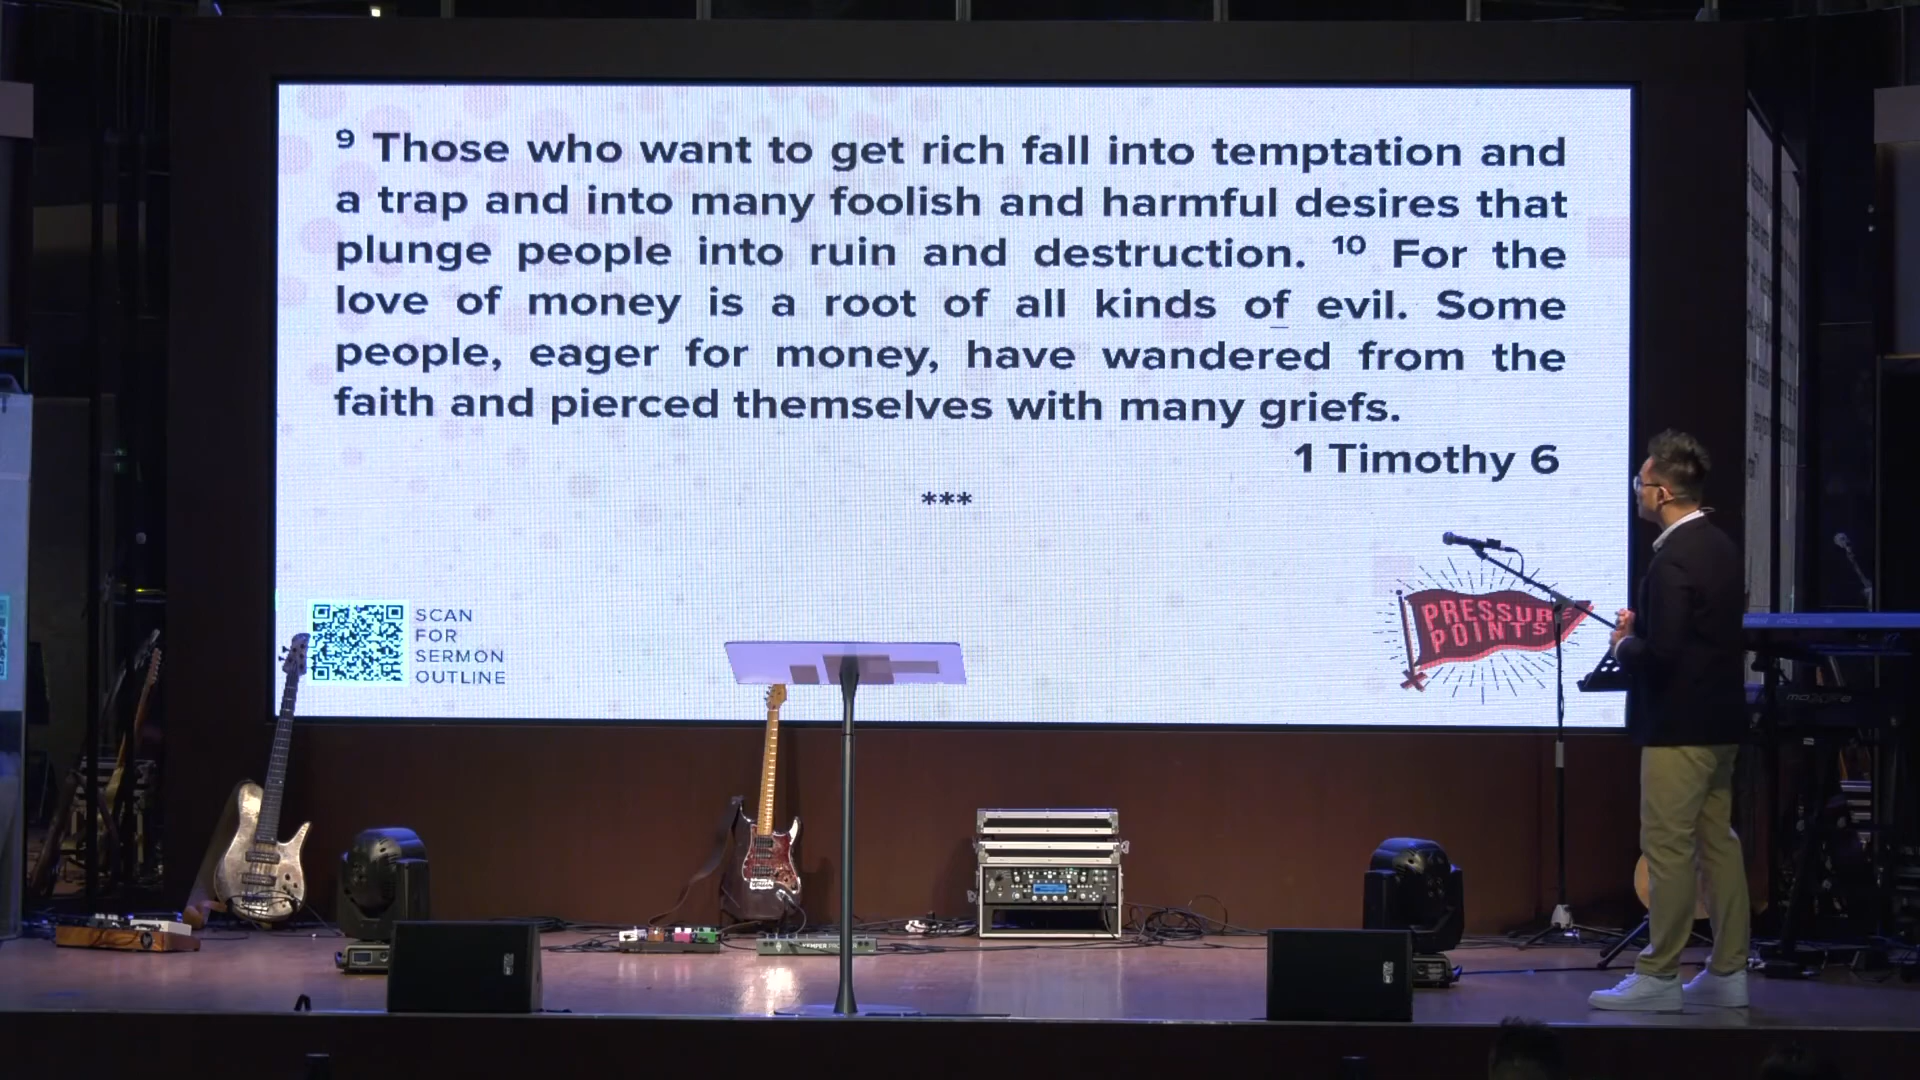 9 Those who want to get rich fall into temptation and
a trap and into many foolish and harmful desires that
plunge people into ruin and destruction. 10 For the
love of money is a root of all kinds of evil. Some
people, eager for money, have wandered from the
faith and pierced themselves with many griefs.
1 Timothy 6
***
SCAN
FOR
SERMON
OUTLINE
PRESSURE
POINTS